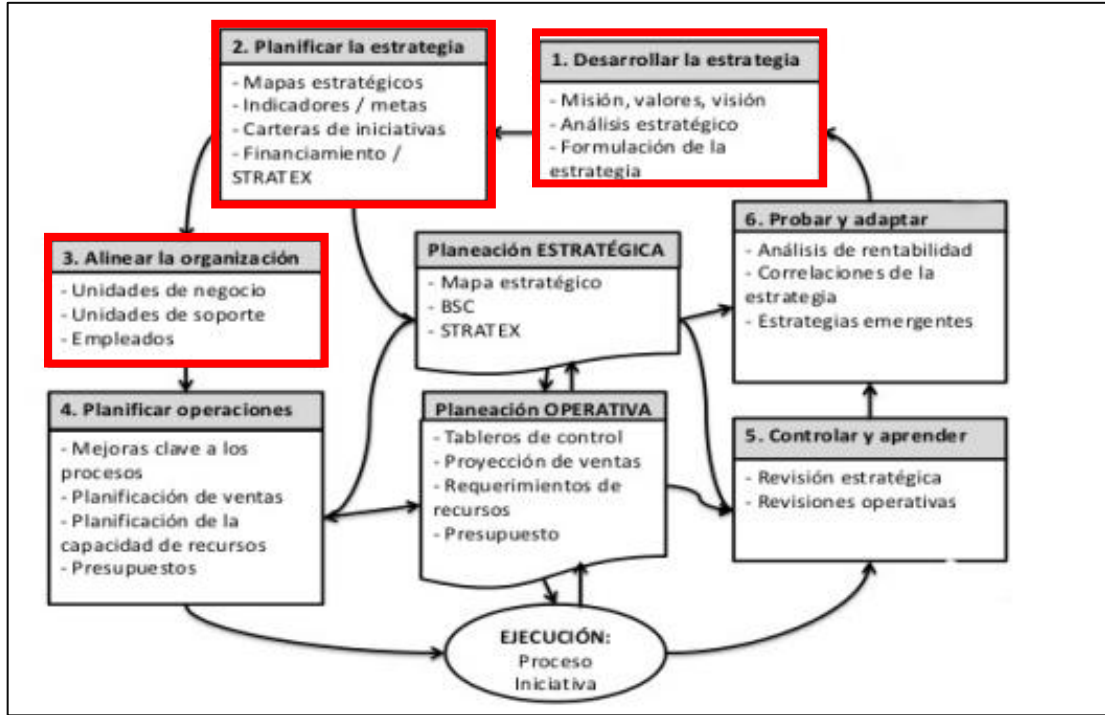 2. Planificar la estrategia
- Mapas estratégicos
- Indicadores / metas
- Carteras de iniciativas
- Financiamiento /
STRATEX
1. Desarrollar la estrategia
- Misión, valores, visión
- Análisis estratégico
- Formulación de la
estrategia
3. Alinear la organización
- Unidades de negocio
- Unidades de soporte
- Empleados
Planeación ESTRATÉGICA
- Mapa estratégico
- BSC
- STRATEX
6. Probar y adaptar
- Análisis de rentabilidad
- Correlaciones de la
estrategia
- Estrategias emergentes
4. Planificar operaciones
- Mejoras clave a los
procesos
- Planificación de ventas
- Planificación de la
capacidad de recursos
- Presupuestos
Planeación OPERATIVA
- Tableros de control
- Proyección de ventas
- Requerimientos de
recursos
- Presupuesto
5. Controlar y aprender
- Revisión estratégica
- Revisiones operativas
EJECUCIÓN:
Proceso
Iniciativa